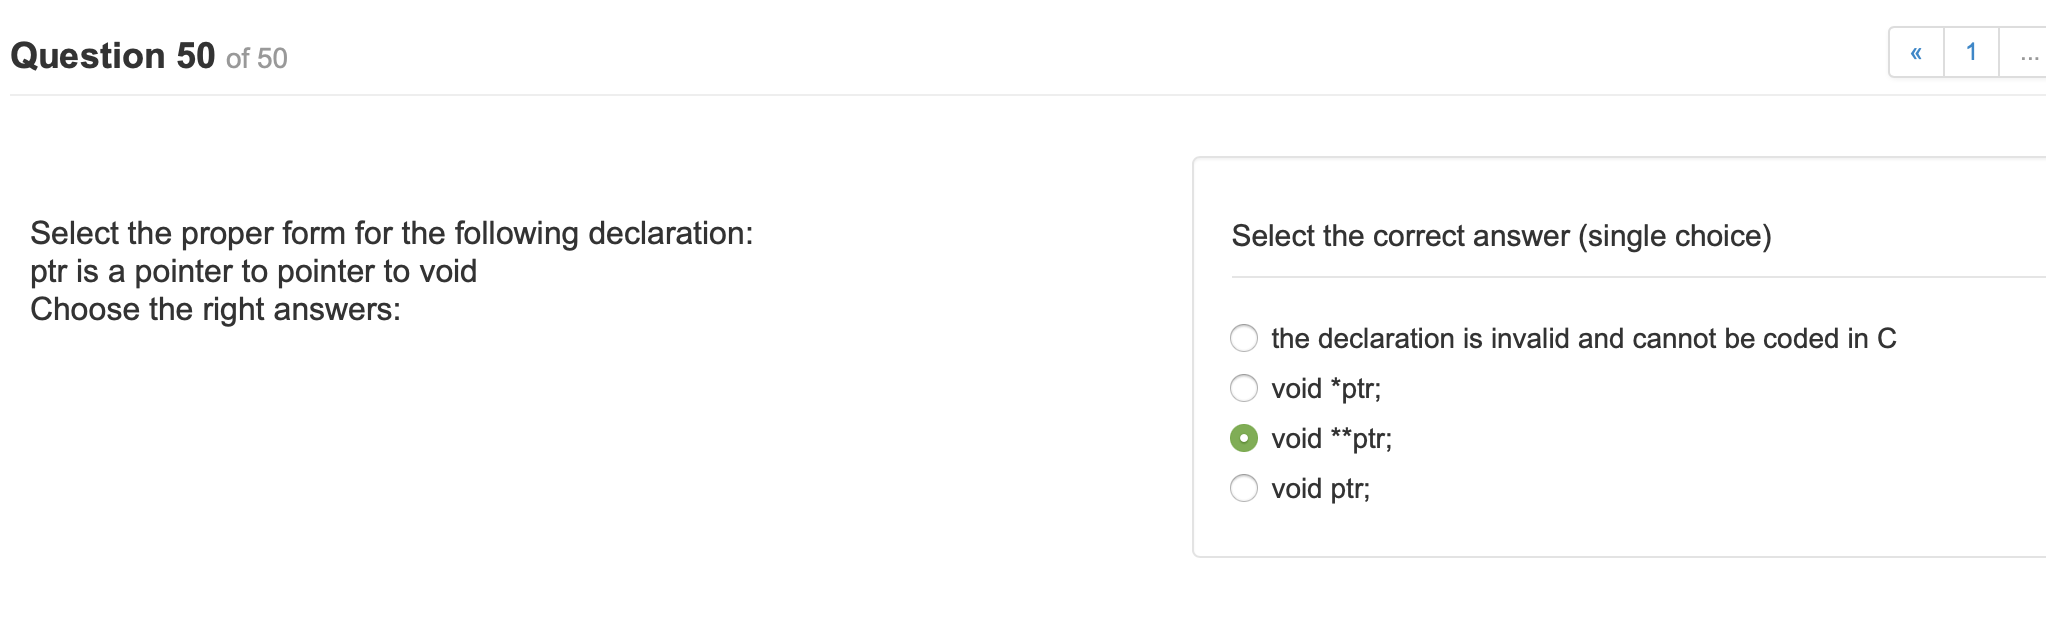 Question 50 of 50
« 1 ...
Select the proper form for the following declaration:
ptr is a pointer to pointer to void
Choose the right answers:
Select the correct answer (single choice)
the declaration is invalid and cannot be coded in C
void *ptr;
void **ptr;
void ptr;